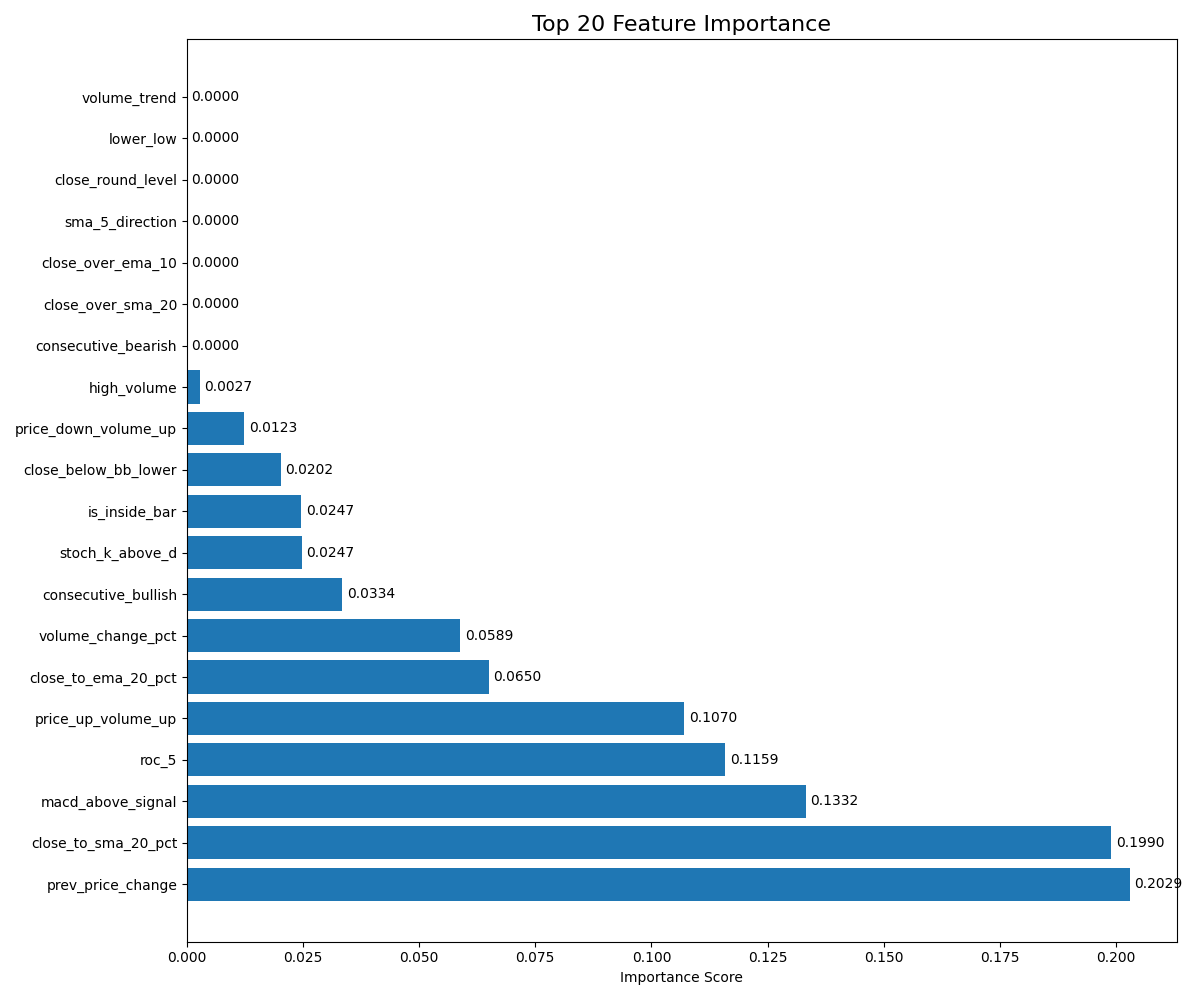 Top 20 Feature Importance
volume_trend 0.0000
lower_low 0.0000
close_round_level 0.0000
sma_5_direction 0.0000
close_over_ema_10 0.0000
close_over_sma_20 0.0000
consecutive_bearish 0.0000
high_volume 0.0027
price_down_volume_up 0.0123
close_below_bb_lower 0.0202
is_inside_bar 0.0247
stoch_k_above_d 0.0247
consecutive_bullish 0.0334
volume_change_pct 0.0589
close_to_ema_20_pct 0.0650
price_up_volume_up 0.1070
roc_5 0.1159
macd_above_signal 0.1332
close_to_sma_20_pct 0.1990
prev_price_change 0.2029
0.000 0.025 0.050 0.075 0.100 0.125 0.150 0.175 0.200
Importance Score